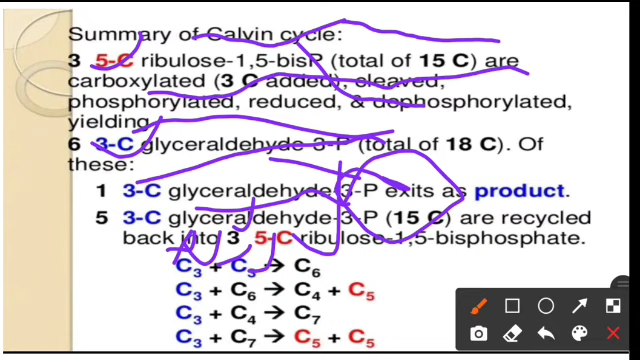 Summary of Calvin cycle:
3 5-C ribulose-1,5-bisP (total of 15 C) are
carboxylated (3 C added), cleaved,
phosphorylated, reduced, & dephosphorylated,
yielding
6 3-C glyceraldehyde-3-P (total of 18 C). Of
these:
1 3-C glyceraldehyde-3-P exits as product.
5 3-C glyceraldehyde-3-P (15 C) are recycled
back into 3 5-C ribulose-1,5-bisphosphate.
C3 + C3 → C6
C3 + C6 → C4 + C5
C3 + C4 → C7
C3 + C7 → C5 + C5